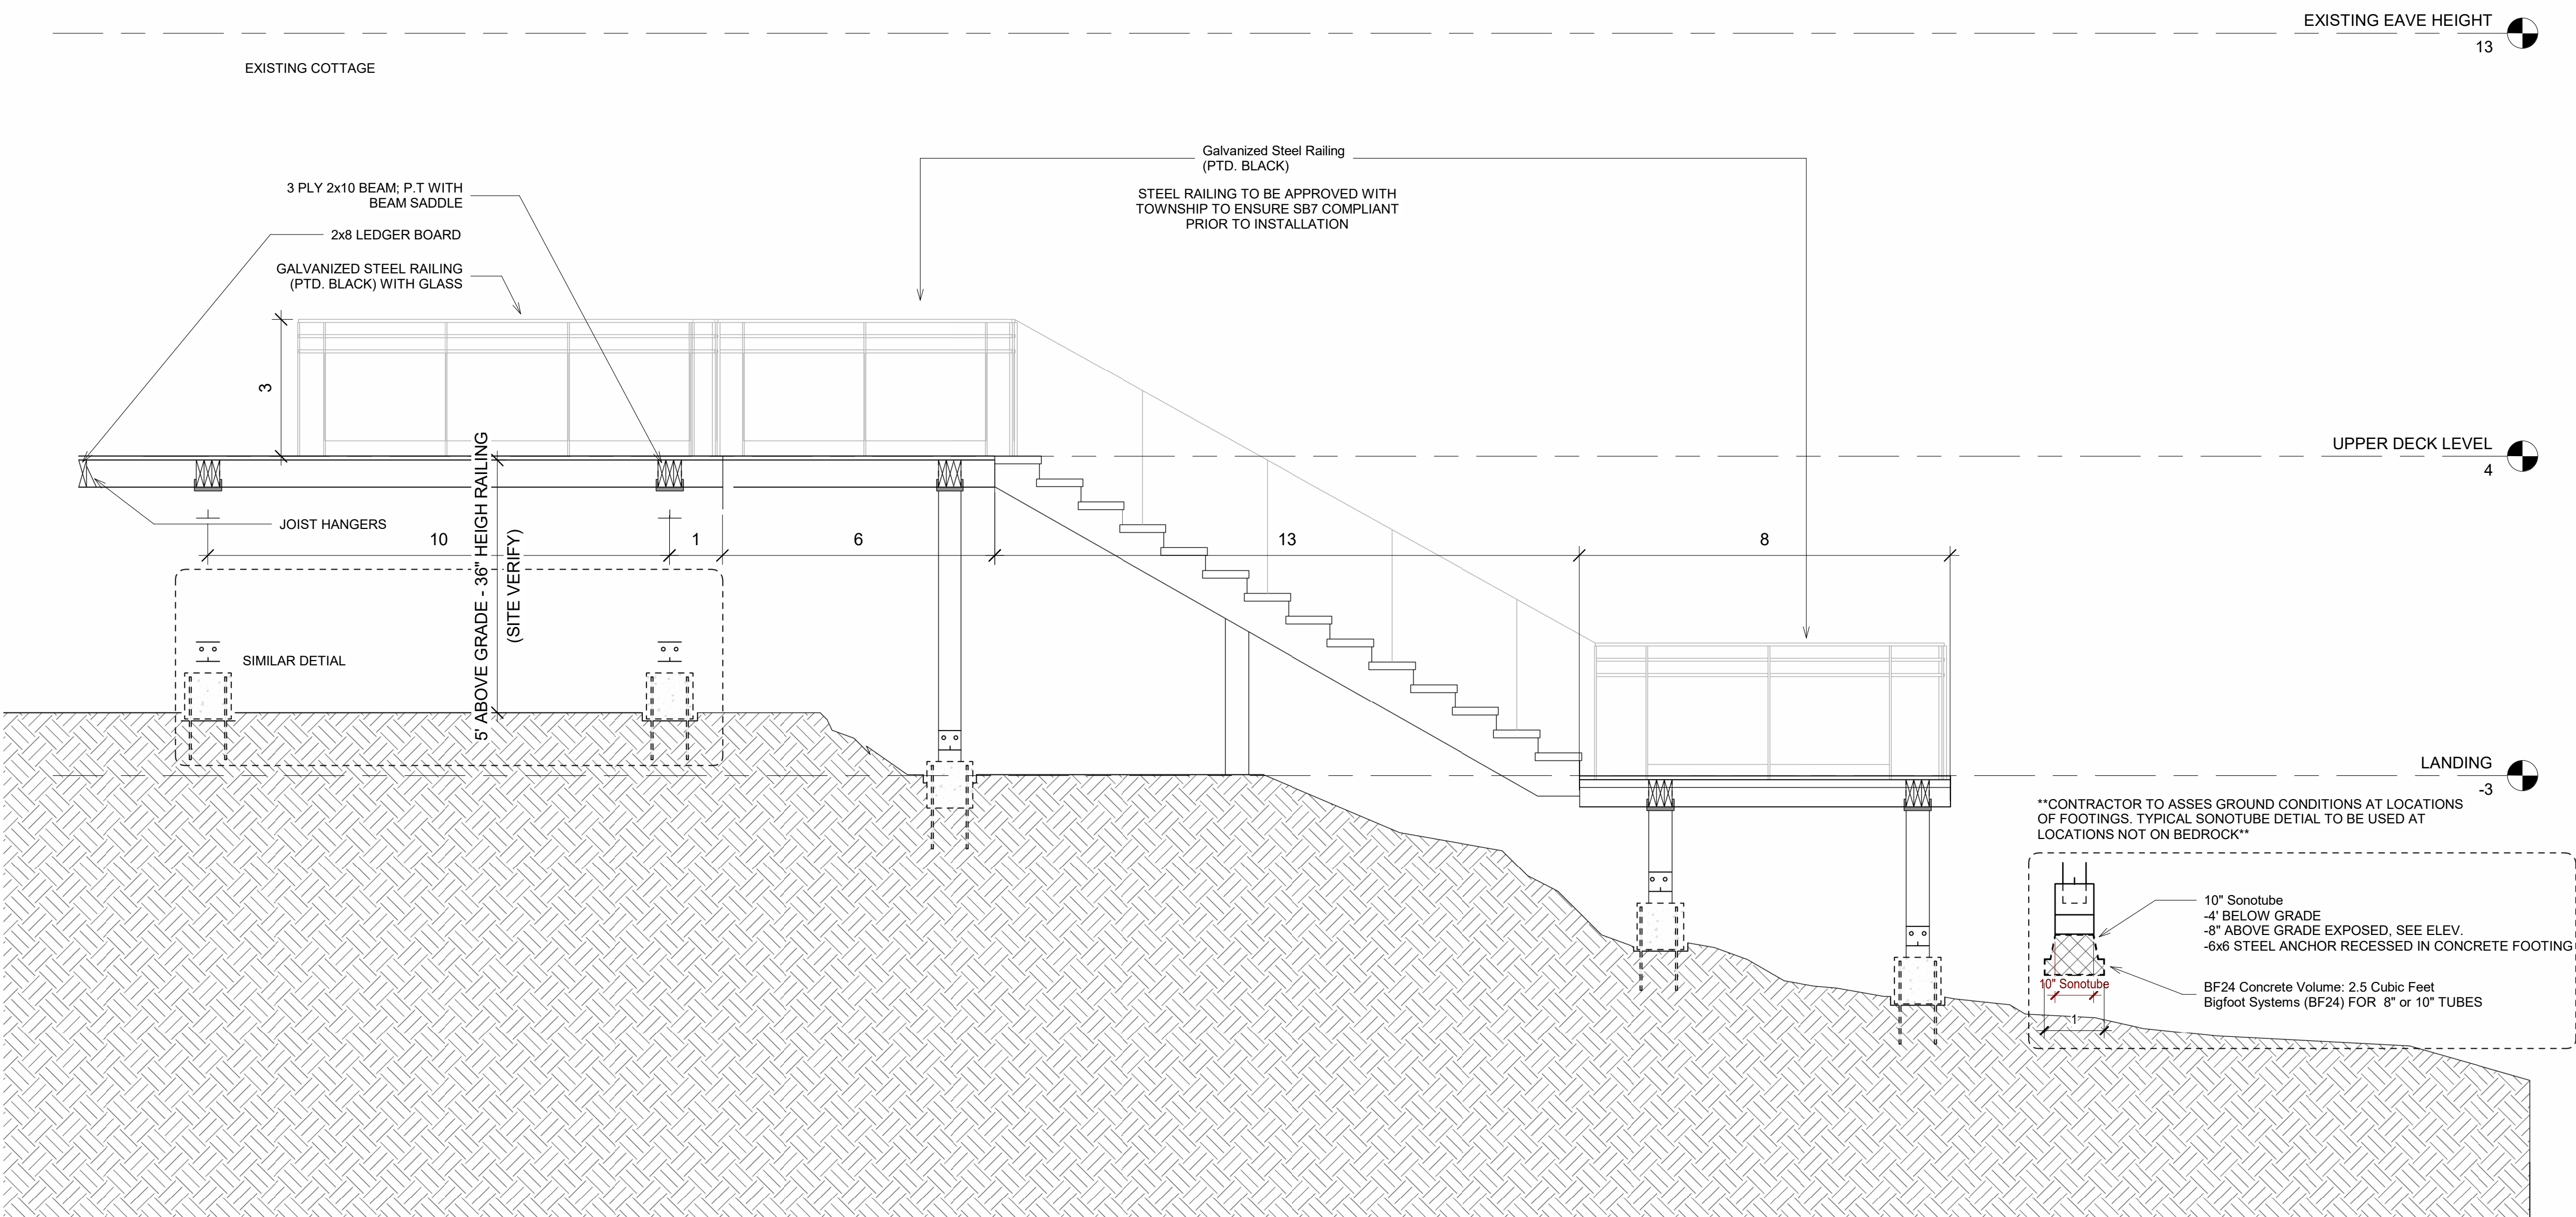 EXISTING EAVE HEIGHT
13
EXISTING COTTAGE
Galvanized Steel Railing
(PTD. BLACK)
STEEL RAILING TO BE APPROVED WITH
TOWNSHIP TO ENSURE SB7 COMPLIANT
PRIOR TO INSTALLATION
3 PLY 2x10 BEAM; P.T WITH
BEAM SADDLE
2x8 LEDGER BOARD
GALVANIZED STEEL RAILING
(PTD. BLACK) WITH GLASS
3
UPPER DECK LEVEL
4
JOIST HANGERS
5' ABOVE GRADE - 36" HEIGH RAILING
(SITE VERIFY)
10
1
6
13
8
SIMILAR DETIAL
LANDING
-3
**CONTRACTOR TO ASSES GROUND CONDITIONS AT LOCATIONS
OF FOOTINGS. TYPICAL SONOTUBE DETIAL TO BE USED AT
LOCATIONS NOT ON BEDROCK**
10" Sonotube
-4' BELOW GRADE
-8" ABOVE GRADE EXPOSED, SEE ELEV.
-6x6 STEEL ANCHOR RECESSED IN CONCRETE FOOTING
10" Sonotube
BF24 Concrete Volume: 2.5 Cubic Feet
Bigfoot Systems (BF24) FOR 8" or 10" TUBES
1